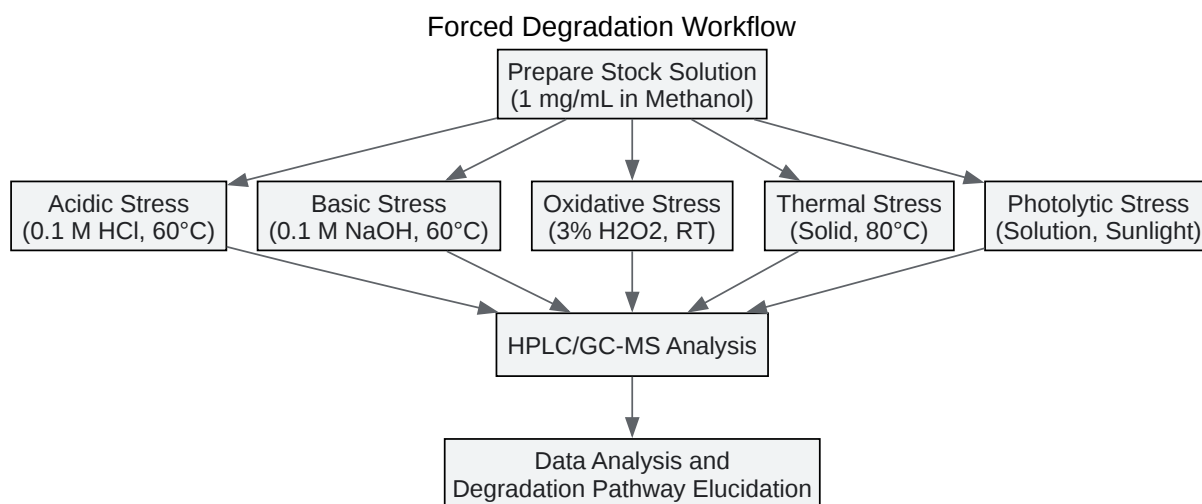 Forced Degradation Workflow
Prepare Stock Solution
(1 mg/mL in Methanol)
Acidic Stress
(0.1 M HCl, 60°C)
Basic Stress
(0.1 M NaOH, 60°C)
Oxidative Stress
(3% H2O2, RT)
Thermal Stress
(Solid, 80°C)
Photolytic Stress
(Solution, Sunlight)
HPLC/GC-MS Analysis
Data Analysis and
Degradation Pathway Elucidation